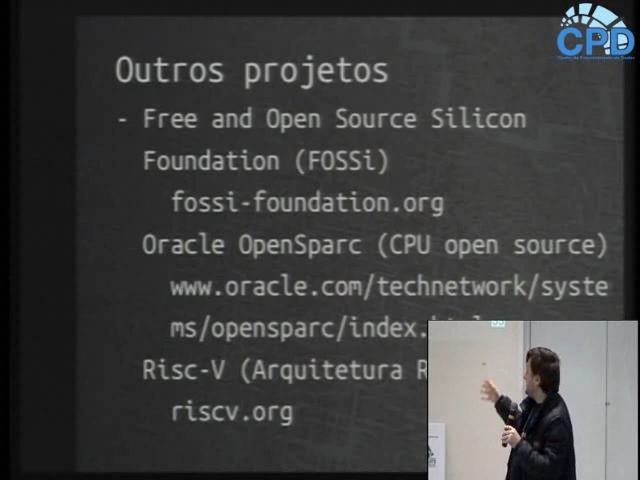 CPD
Outros projetos
- Free and Open Source Silicon
Foundation (FOSSi)
fossi-foundation.org
Oracle OpenSparc (CPU open source)
www.oracle.com/technetwork/syste
ms/opensparc/index.
Risc-V (Arquitetura R
riscv.org